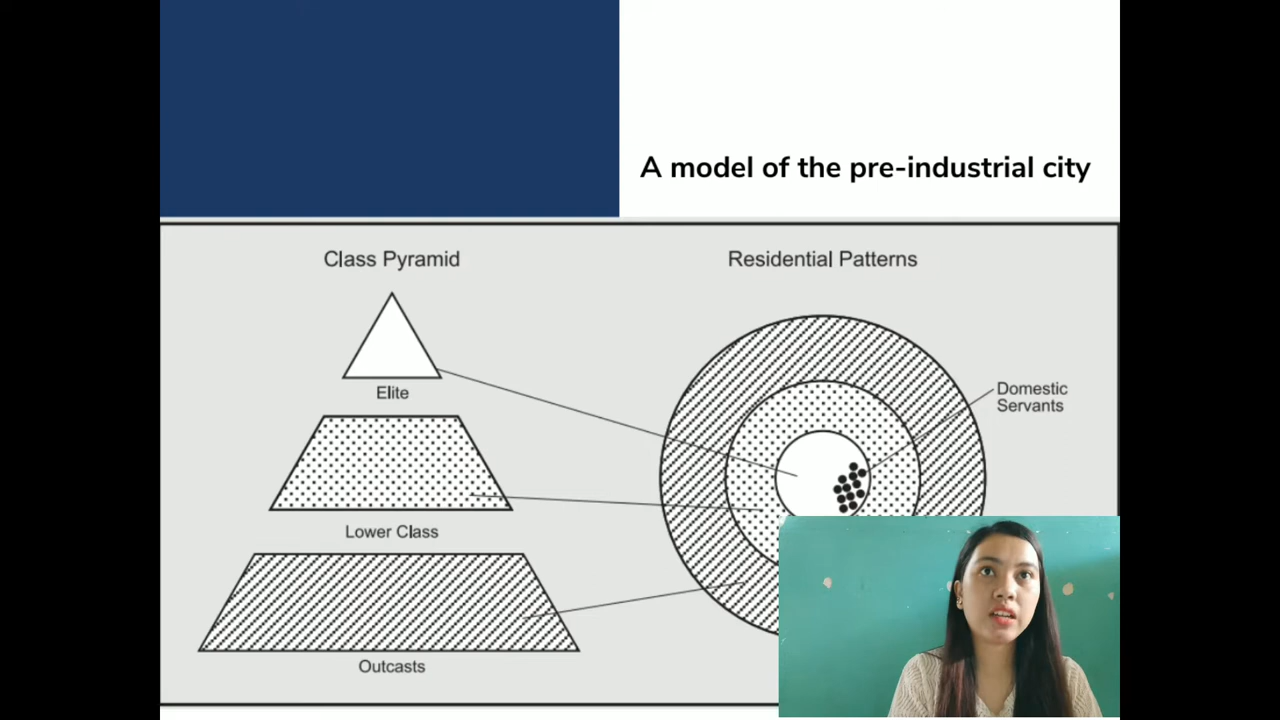 A model of the pre-industrial city
Class Pyramid
Residential Patterns
Elite
Domestic
Servants
Lower Class
Outcasts